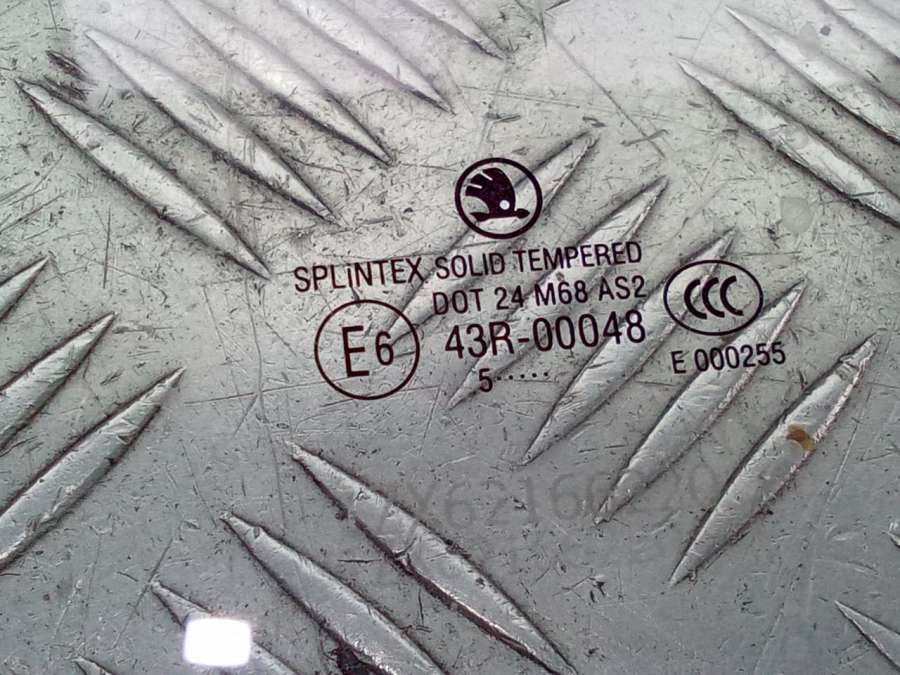 SPLINTEX SOLID TEMPERED
DOT 24 M68 AS2
E6
43R-00048
5·····
CCC
E 000255